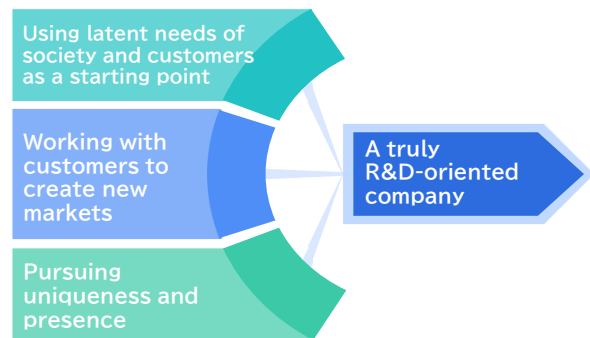 Using latent needs of
society and customers
as a starting point
Working with
customers to
create new
markets
Pursuing
uniqueness and
presence
A truly
R&D-oriented
company